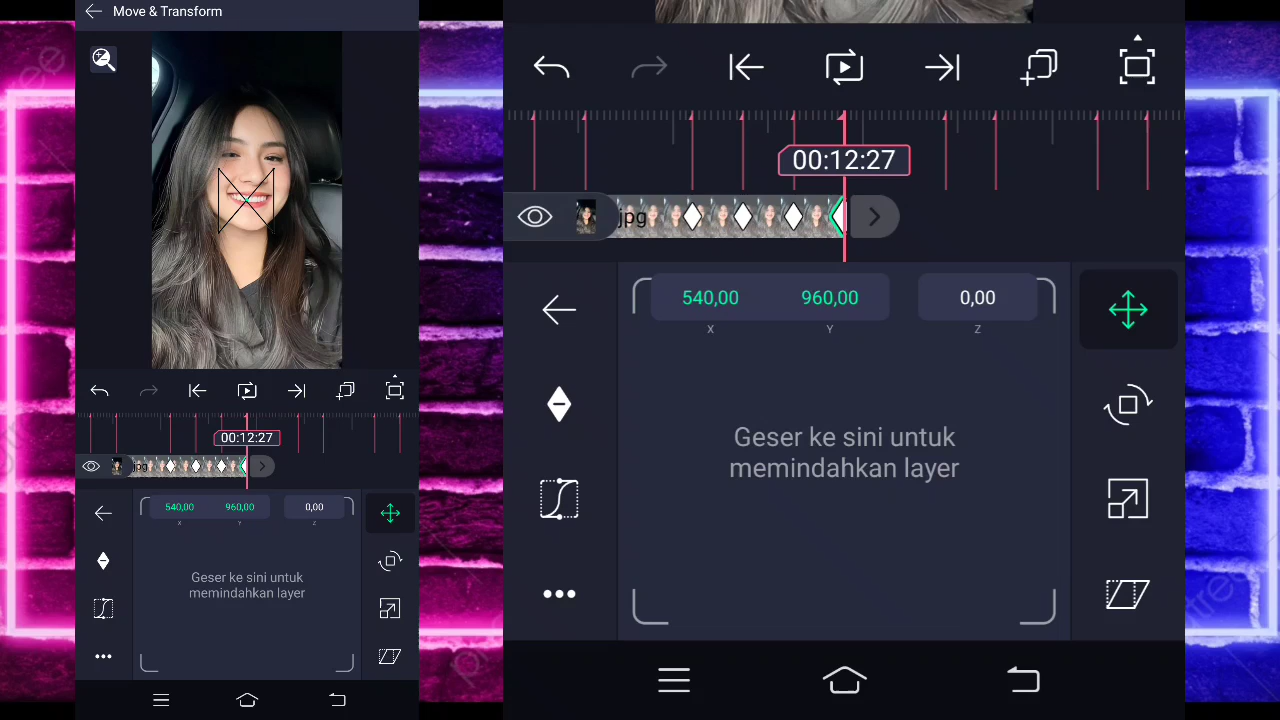 Move & Transform
00:12:27
jpg
540,00 960,00 0,00
X Y Z
Geser ke sini untuk
memindahkan layer
00:12:27
jpg
540,00 960,00 0,00
X Y Z
Geser ke sini untuk
memindahkan layer